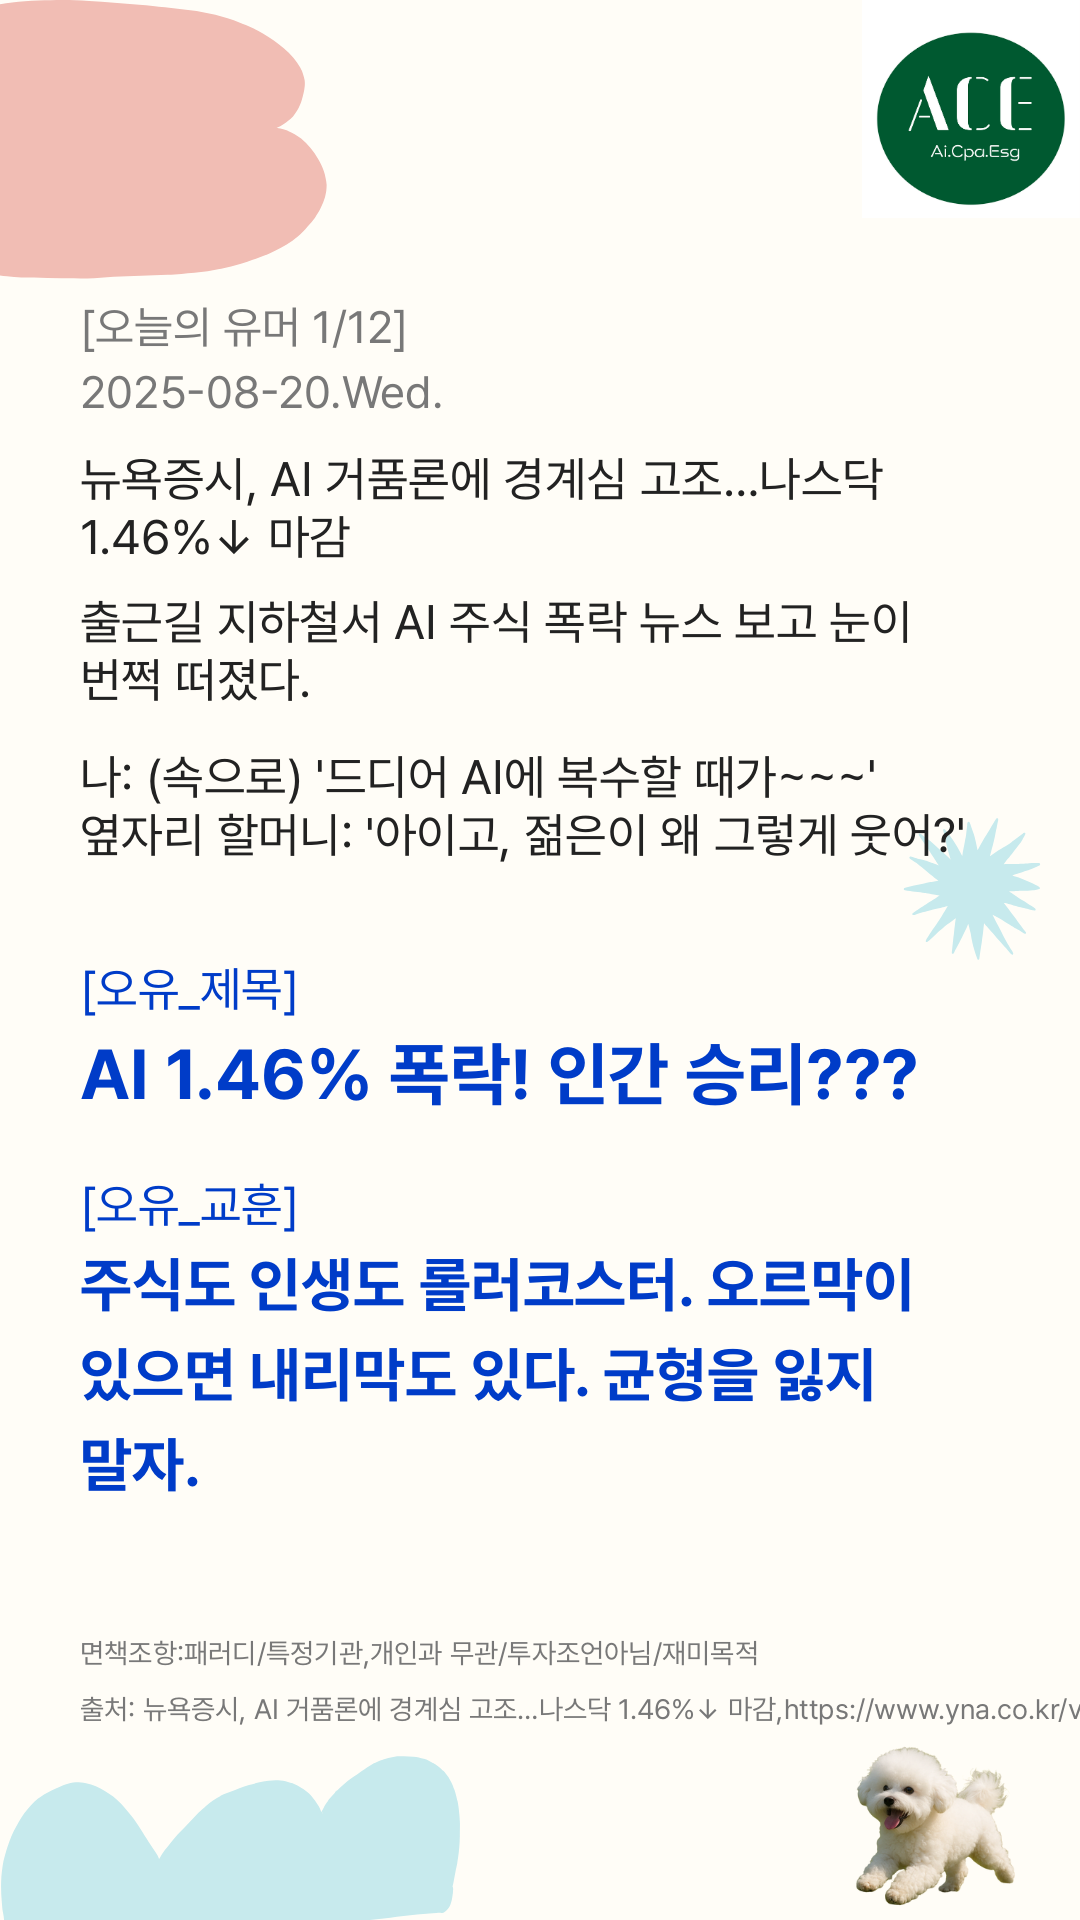 ACE
Ai.Cpa.Esg
[오늘의 유머 1/12]
2025-08-20.Wed.
뉴욕증시, AI 거품론에 경계심 고조…나스닥
1.46%↓ 마감
출근길 지하철서 AI 주식 폭락 뉴스 보고 눈이
번쩍 떠졌다.
나: (속으로) '드디어 AI에 복수할 때가~~~'
옆자리 할머니: '아이고, 젊은이 왜 그렇게 웃어?'
[오유_제목]
AI 1.46% 폭락! 인간 승리???
[오유_교훈]
주식도 인생도 롤러코스터. 오르막이
있으면 내리막도 있다. 균형을 잃지
말자.
면책조항:패러디/특정기관,개인과 무관/투자조언아님/재미목적
출처: 뉴욕증시, AI 거품론에 경계심 고조…나스닥 1.46%↓ 마감,https://www.yna.co.kr/v